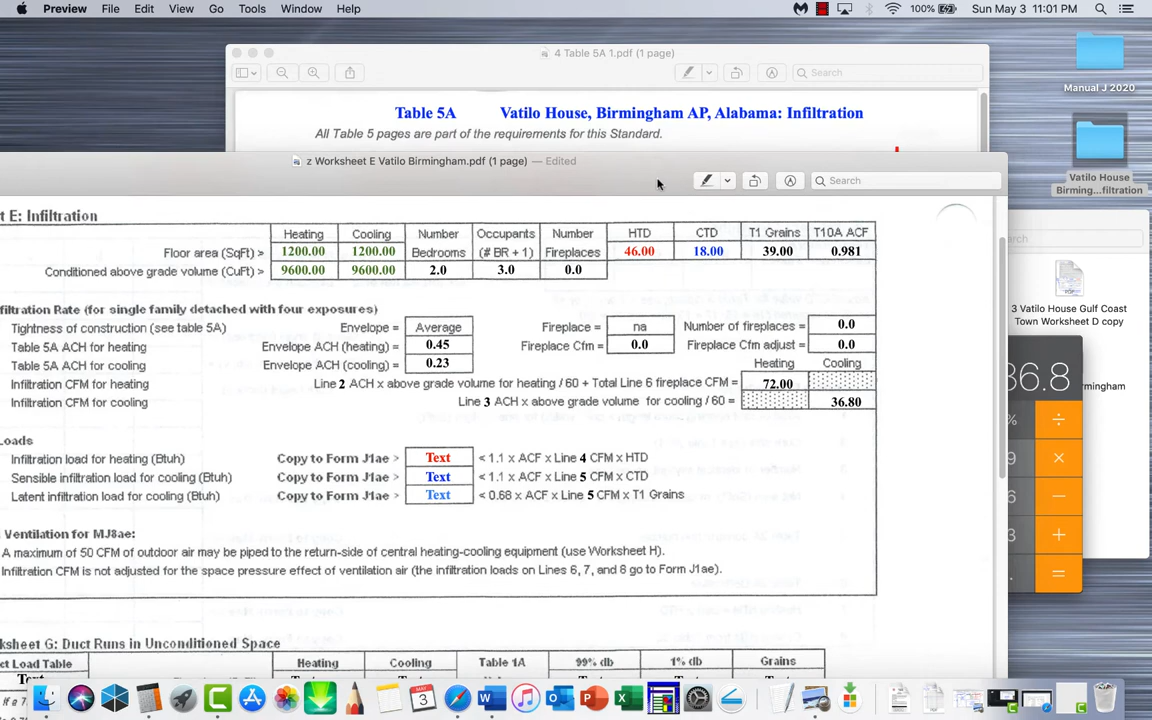 Preview File Edit View Go Tools Window Help 100% Sun May 3 11:01 PM
4 Table 5A 1.pdf (1 page)
Search
Manual J 2020
Table 5A Vatilo House, Birmingham AP, Alabama: Infiltration
All Table 5 pages are part of the requirements for this Standard.
z Worksheet E Vatilo Birmingham.pdf (1 page) — Edited
Search
Vatilo House
Birming...filtration
t E: Infiltration
Heating Cooling Number Occupants Number HTD CTD T1 Grains T10A ACF
Floor area (SqFt) > 1200.00 1200.00 Bedrooms (# BR + 1) Fireplaces 46.00 18.00 39.00 0.981
Conditioned above grade volume (CuFt) > 9600.00 9600.00 2.0 3.0 0.0
nfiltration Rate (for single family detached with four exposures)
Tightness of construction (see table 5A) Envelope = Average Fireplace = na Number of fireplaces = 0.0
Table 5A ACH for heating Envelope ACH (heating) = 0.45 Fireplace Cfm = 0.0 Fireplace Cfm adjust = 0.0
Table 5A ACH for cooling Envelope ACH (cooling) = 0.23 Heating Cooling
Infiltration CFM for heating Line 2 ACH x above grade volume for heating / 60 + Total Line 6 fireplace CFM = 72.00
Infiltration CFM for cooling Line 3 ACH x above grade volume for cooling / 60 = 36.80
Loads
Infiltration load for heating (Btuh) Copy to Form J1ae > Text < 1.1 x ACF x Line 4 CFM x HTD
Sensible infiltration load for cooling (Btuh) Copy to Form J1ae > Text < 1.1 x ACF x Line 5 CFM x CTD
Latent infiltration load for cooling (Btuh) Copy to Form J1ae > Text < 0.68 x ACF x Line 5 CFM x T1 Grains
Ventilation for MJ8ae:
A maximum of 50 CFM of outdoor air may be piped to the return-side of central heating-cooling equipment (use Worksheet H).
Infiltration CFM is not adjusted for the space pressure effect of ventilation air (the infiltration loads on Lines 6, 7, and 8 go to Form J1ae).
ksheet G: Duct Runs in Unconditioned Space
ct Load Table Heating Cooling Table 1A 99% db 1% db Grains
arch
3 Vatilo House Gulf Coast
Town Worksheet D copy
36.8
rmingham
% ÷
9 ×
6 −
3 +
. =
3